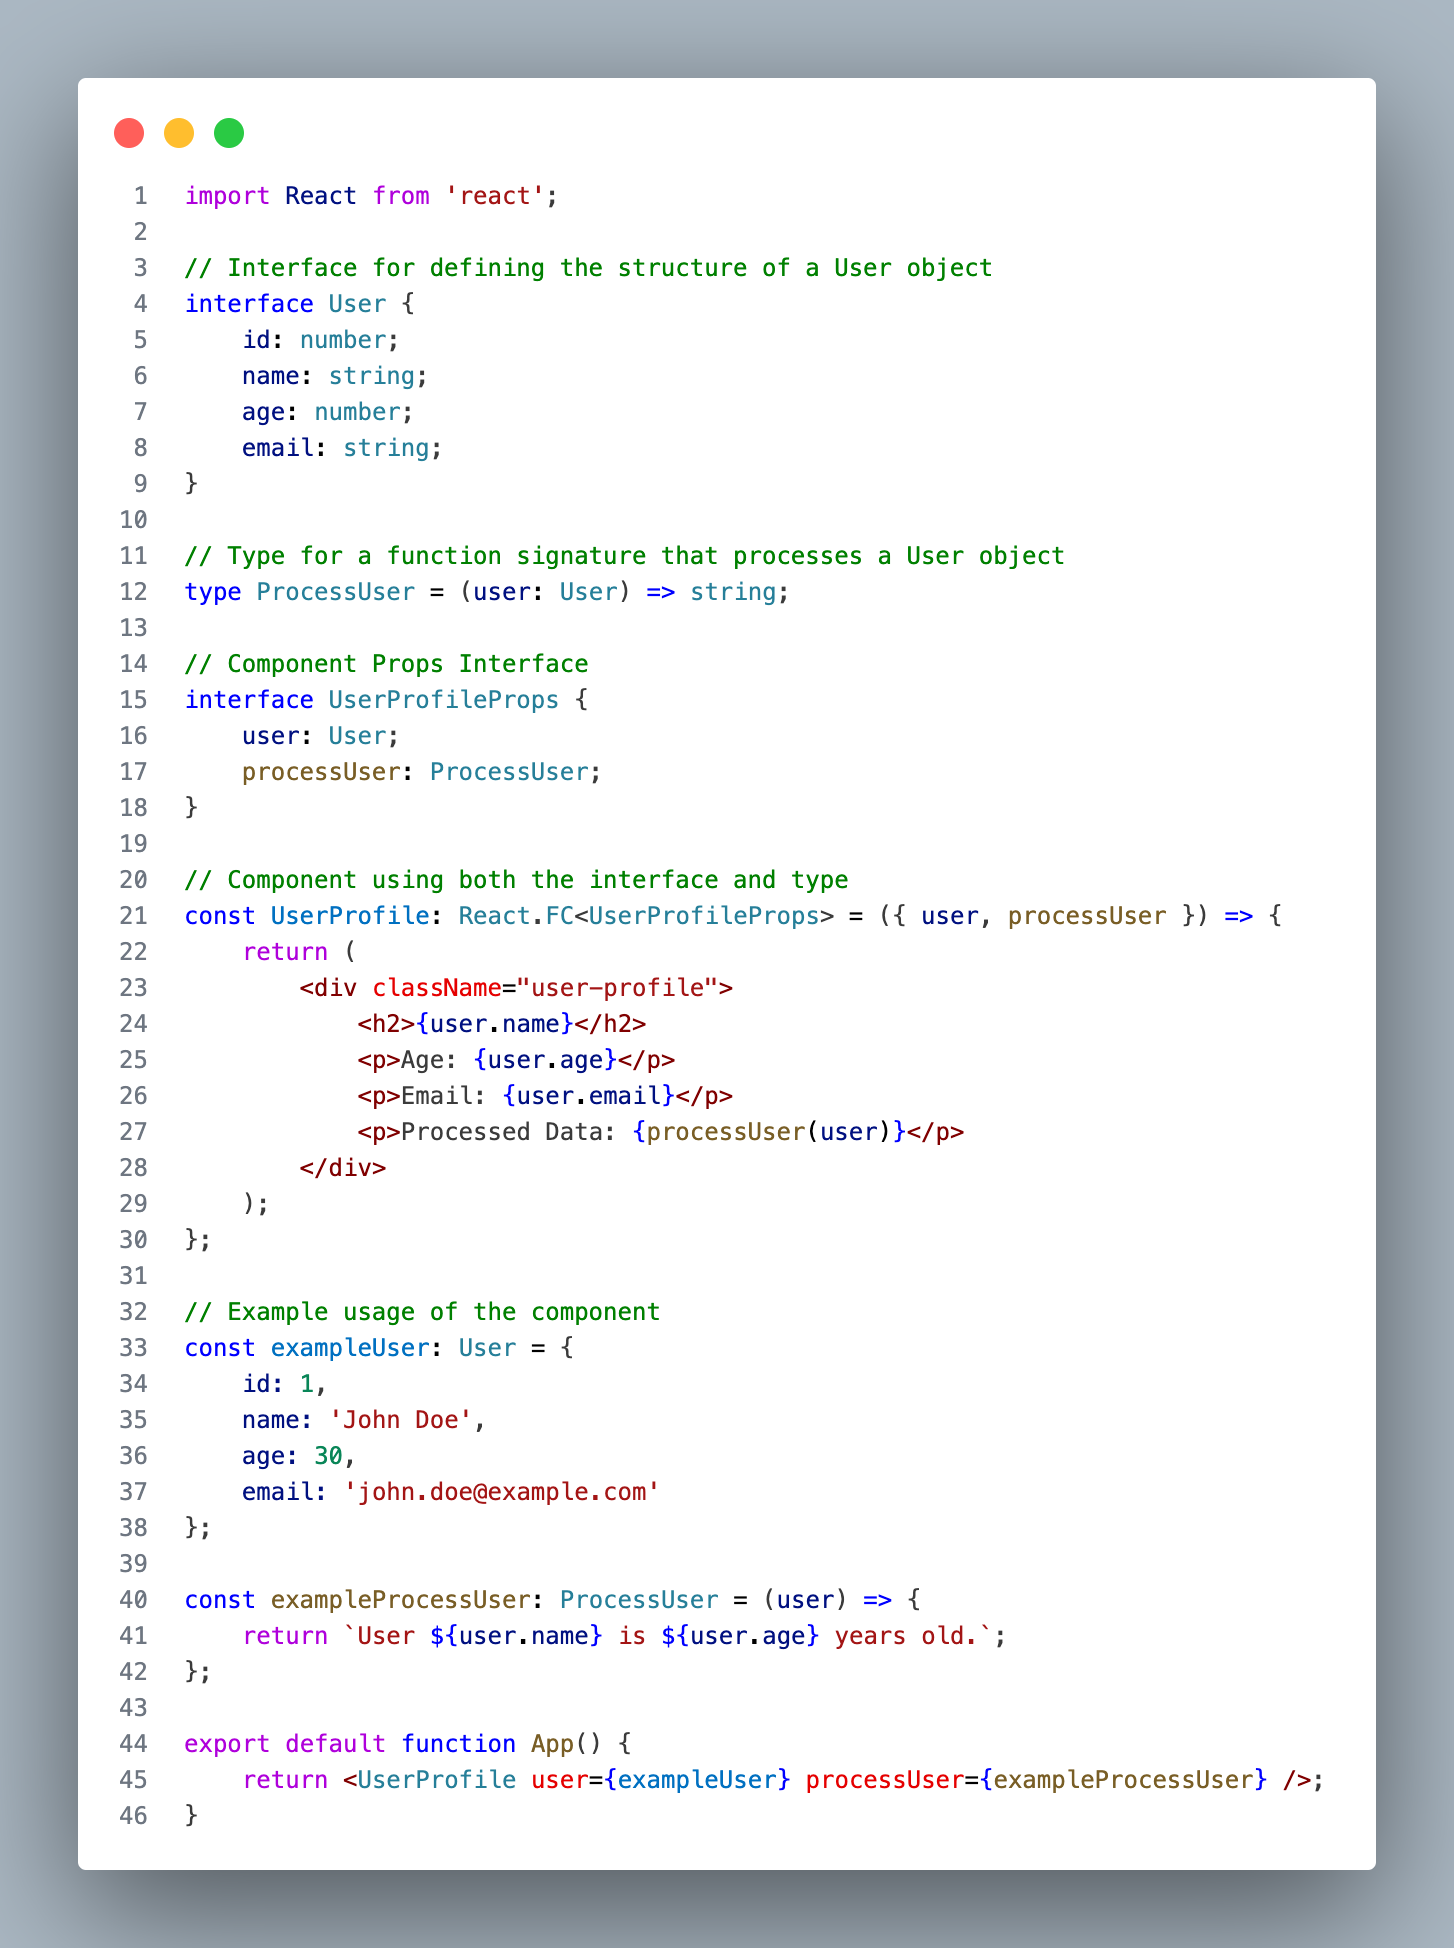 1 import React from 'react';
2
3 // Interface for defining the structure of a User object
4 interface User {
5     id: number;
6     name: string;
7     age: number;
8     email: string;
9 }
10
11 // Type for a function signature that processes a User object
12 type ProcessUser = (user: User) => string;
13
14 // Component Props Interface
15 interface UserProfileProps {
16     user: User;
17     processUser: ProcessUser;
18 }
19
20 // Component using both the interface and type
21 const UserProfile: React.FC<UserProfileProps> = ({ user, processUser }) => {
22     return (
23         <div className="user-profile">
24             <h2>{user.name}</h2>
25             <p>Age: {user.age}</p>
26             <p>Email: {user.email}</p>
27             <p>Processed Data: {processUser(user)}</p>
28         </div>
29     );
30 };
31
32 // Example usage of the component
33 const exampleUser: User = {
34     id: 1,
35     name: 'John Doe',
36     age: 30,
37     email: 'john.doe@example.com'
38 };
39
40 const exampleProcessUser: ProcessUser = (user) => {
41     return `User ${user.name} is ${user.age} years old.`;
42 };
43
44 export default function App() {
45     return <UserProfile user={exampleUser} processUser={exampleProcessUser} />;
46 }